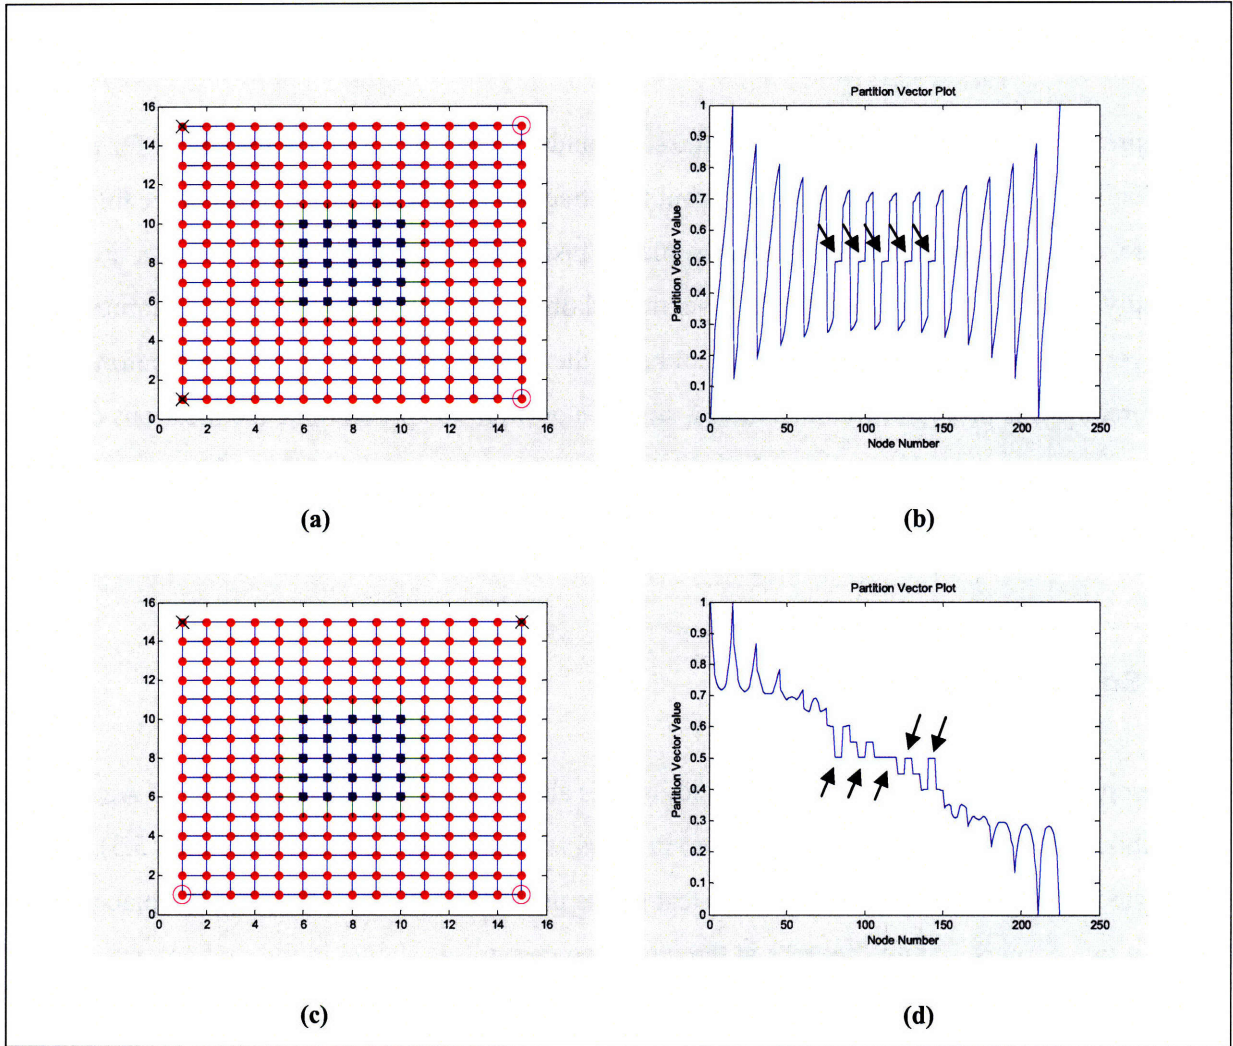 Partition Vector Plot
16
14
12
10
8
6
4
2
0
0 2 4 6 8 10 12 14 16
Partition Vector Value
1
0.9
0.8
0.7
0.6
0.5
0.4
0.3
0.2
0.1
0
0 50 100 150 200 250
Node Number
(a)
(b)
Partition Vector Plot
16
14
12
10
8
6
4
2
0
0 2 4 6 8 10 12 14 16
Partition Vector Value
1
0.9
0.8
0.7
0.6
0.5
0.4
0.3
0.2
0.1
0
0 50 100 150 200 250
Node Number
(c)
(d)